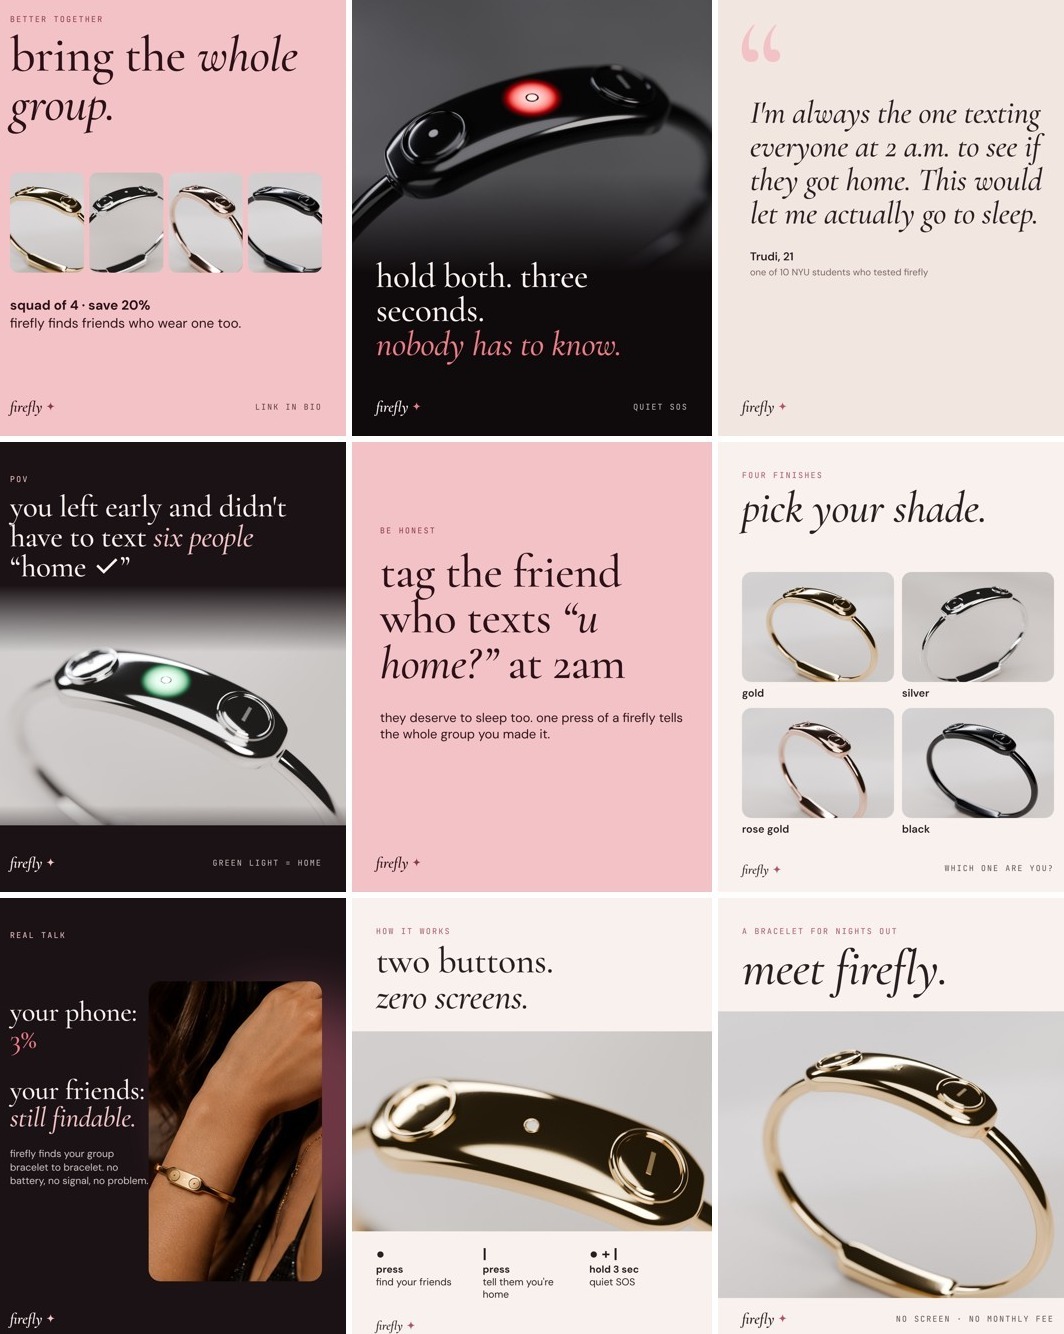 BETTER TOGETHER
bring the whole
group.
squad of 4 · save 20%
firefly finds friends who wear one too.
firefly ✦
LINK IN BIO
hold both. three
seconds.
nobody has to know.
firefly ✦
QUIET SOS
“
I'm always the one texting
everyone at 2 a.m. to see if
they got home. This would
let me actually go to sleep.
Trudi, 21
one of 10 NYU students who tested firefly
firefly ✦
POV
you left early and didn't
have to text six people
“home ✓”
firefly ✦
GREEN LIGHT = HOME
BE HONEST
tag the friend
who texts “u
home?” at 2am
they deserve to sleep too. one press of a firefly tells
the whole group you made it.
firefly ✦
FOUR FINISHES
pick your shade.
gold
silver
rose gold
black
firefly ✦
WHICH ONE ARE YOU?
REAL TALK
your phone:
3%
your friends:
still findable.
firefly finds your group
bracelet to bracelet. no
battery, no signal, no problem.
firefly ✦
HOW IT WORKS
two buttons.
zero screens.
● 
press
find your friends
|
press
tell them you're
home
● + |
hold 3 sec
quiet SOS
firefly ✦
A BRACELET FOR NIGHTS OUT
meet firefly.
firefly ✦
NO SCREEN · NO MONTHLY FEE